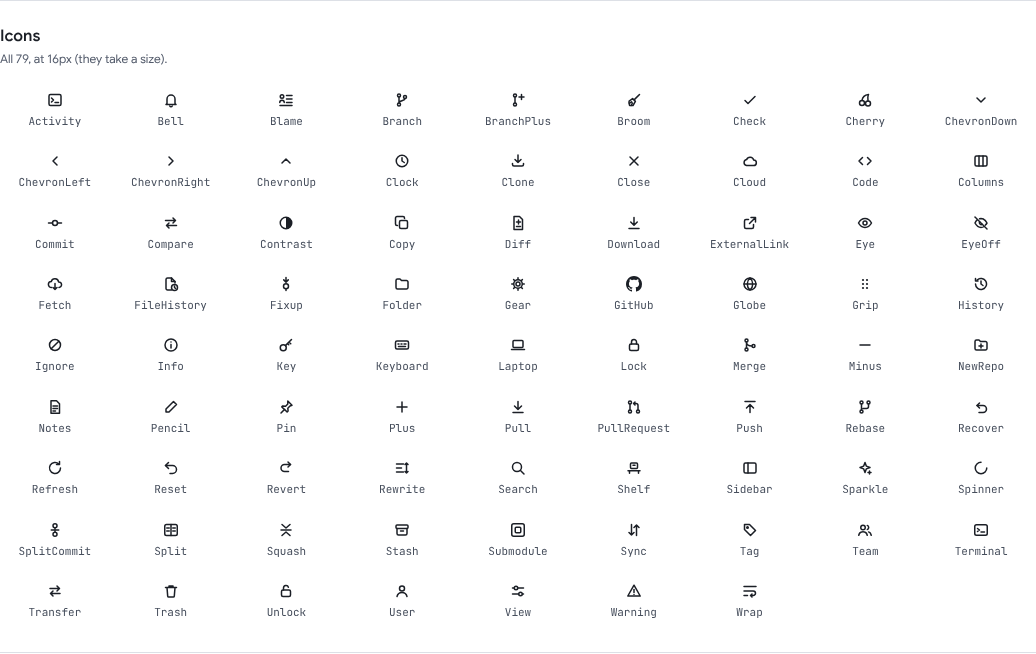 Icons
All 79, at 16px (they take a size).
Activity Bell Blame Branch BranchPlus Broom Check Cherry ChevronDown
ChevronLeft ChevronRight ChevronUp Clock Clone Close Cloud Code Columns
Commit Compare Contrast Copy Diff Download ExternalLink Eye EyeOff
Fetch FileHistory Fixup Folder Gear GitHub Globe Grip History
Ignore Info Key Keyboard Laptop Lock Merge Minus NewRepo
Notes Pencil Pin Plus Pull PullRequest Push Rebase Recover
Refresh Reset Revert Rewrite Search Shelf Sidebar Sparkle Spinner
SplitCommit Split Squash Stash Submodule Sync Tag Team Terminal
Transfer Trash Unlock User View Warning Wrap